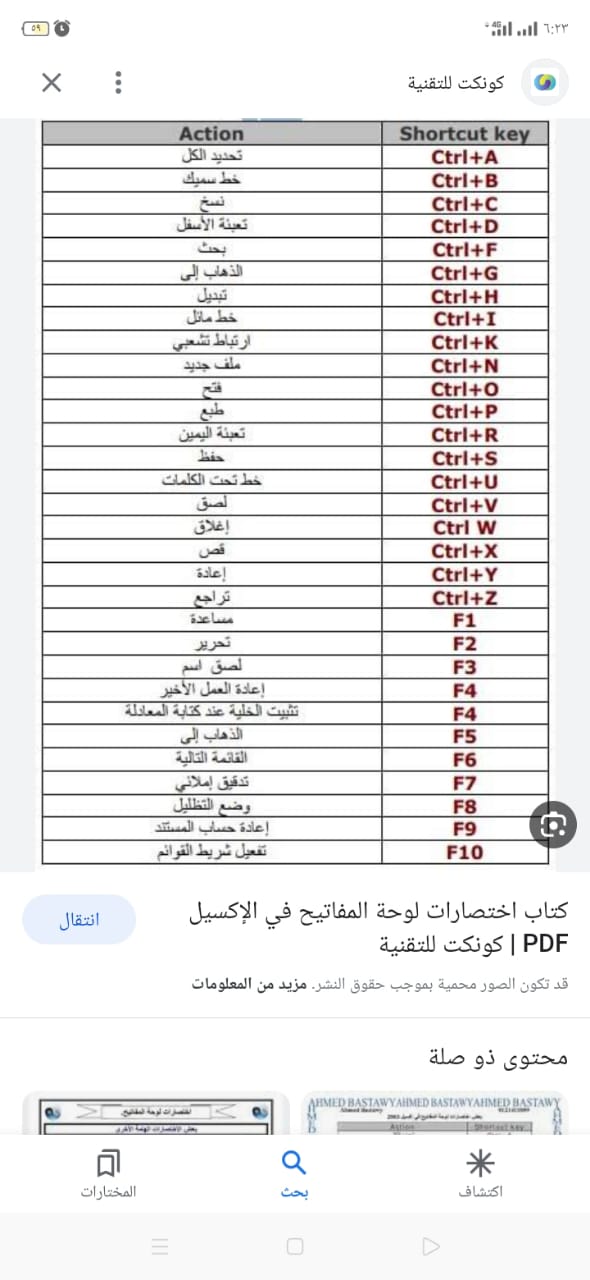 ٦:٢٣
4G
٥٩
كونكت للتقنية
Action Shortcut key
تحديد الكل Ctrl+A
خط سميك Ctrl+B
نسخ Ctrl+C
تعبئة الأسفل Ctrl+D
بحث Ctrl+F
الذهاب إلى Ctrl+G
تبديل Ctrl+H
خط مائل Ctrl+I
ارتباط تشعبي Ctrl+K
ملف جديد Ctrl+N
فتح Ctrl+O
طبع Ctrl+P
تعبئة اليمين Ctrl+R
حفظ Ctrl+S
خط تحت الكلمات Ctrl+U
لصق Ctrl+V
إغلاق Ctrl W
قص Ctrl+X
إعادة Ctrl+Y
تراجع Ctrl+Z
مساعدة F1
تحرير F2
لصق اسم F3
إعادة العمل الأخير F4
تثبيت الخلية عند كتابة المعادلة F4
الذهاب إلى F5
القائمة التالية F6
تدقيق إملائي F7
وضع التظليل F8
إعادة حساب المستند F9
تفعيل شريط القوائم F10
كتاب اختصارات لوحة المفاتيح في الإكسيل
PDF | كونكت للتقنية
انتقال
قد تكون الصور محمية بموجب حقوق النشر. مزيد من المعلومات
محتوى ذو صلة
AHMED BASTAWYAHMED BASTAWYAHMED BASTAWY
Ahmed Bastawy
Action Shortcut key
اختصارات لوحة المفاتيح
بعض الاختصارات الهامة الأخرى
اكتشاف
بحث
المختارات